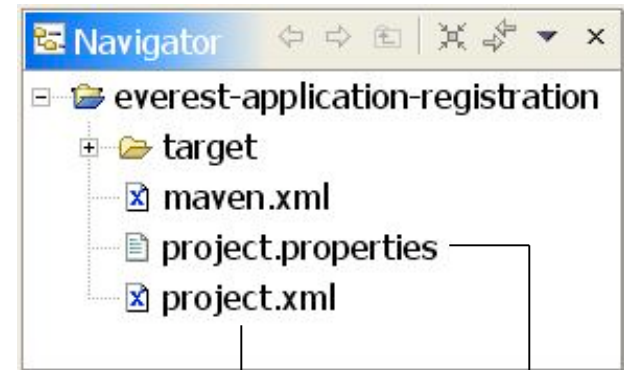 Navigator
everest-application-registration
target
maven.xml
project.properties
project.xml